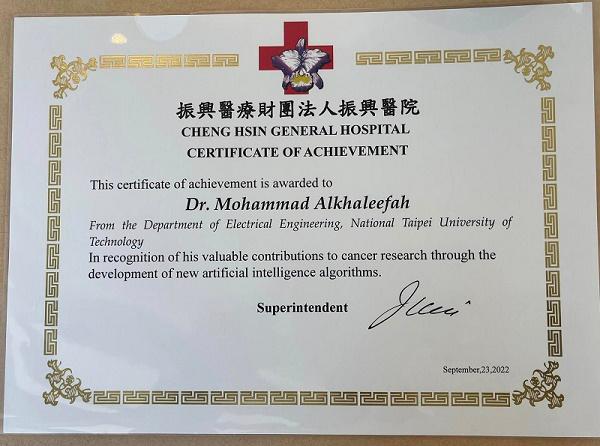 振興醫療財團法人振興醫院
CHENG HSIN GENERAL HOSPITAL
CERTIFICATE OF ACHIEVEMENT
This certificate of achievement is awarded to
Dr. Mohammad Alkhaleefah
From the Department of Electrical Engineering, National Taipei University of
Technology
In recognition of his valuable contributions to cancer research through the
development of new artificial intelligence algorithms.
Superintendent
September,23,2022